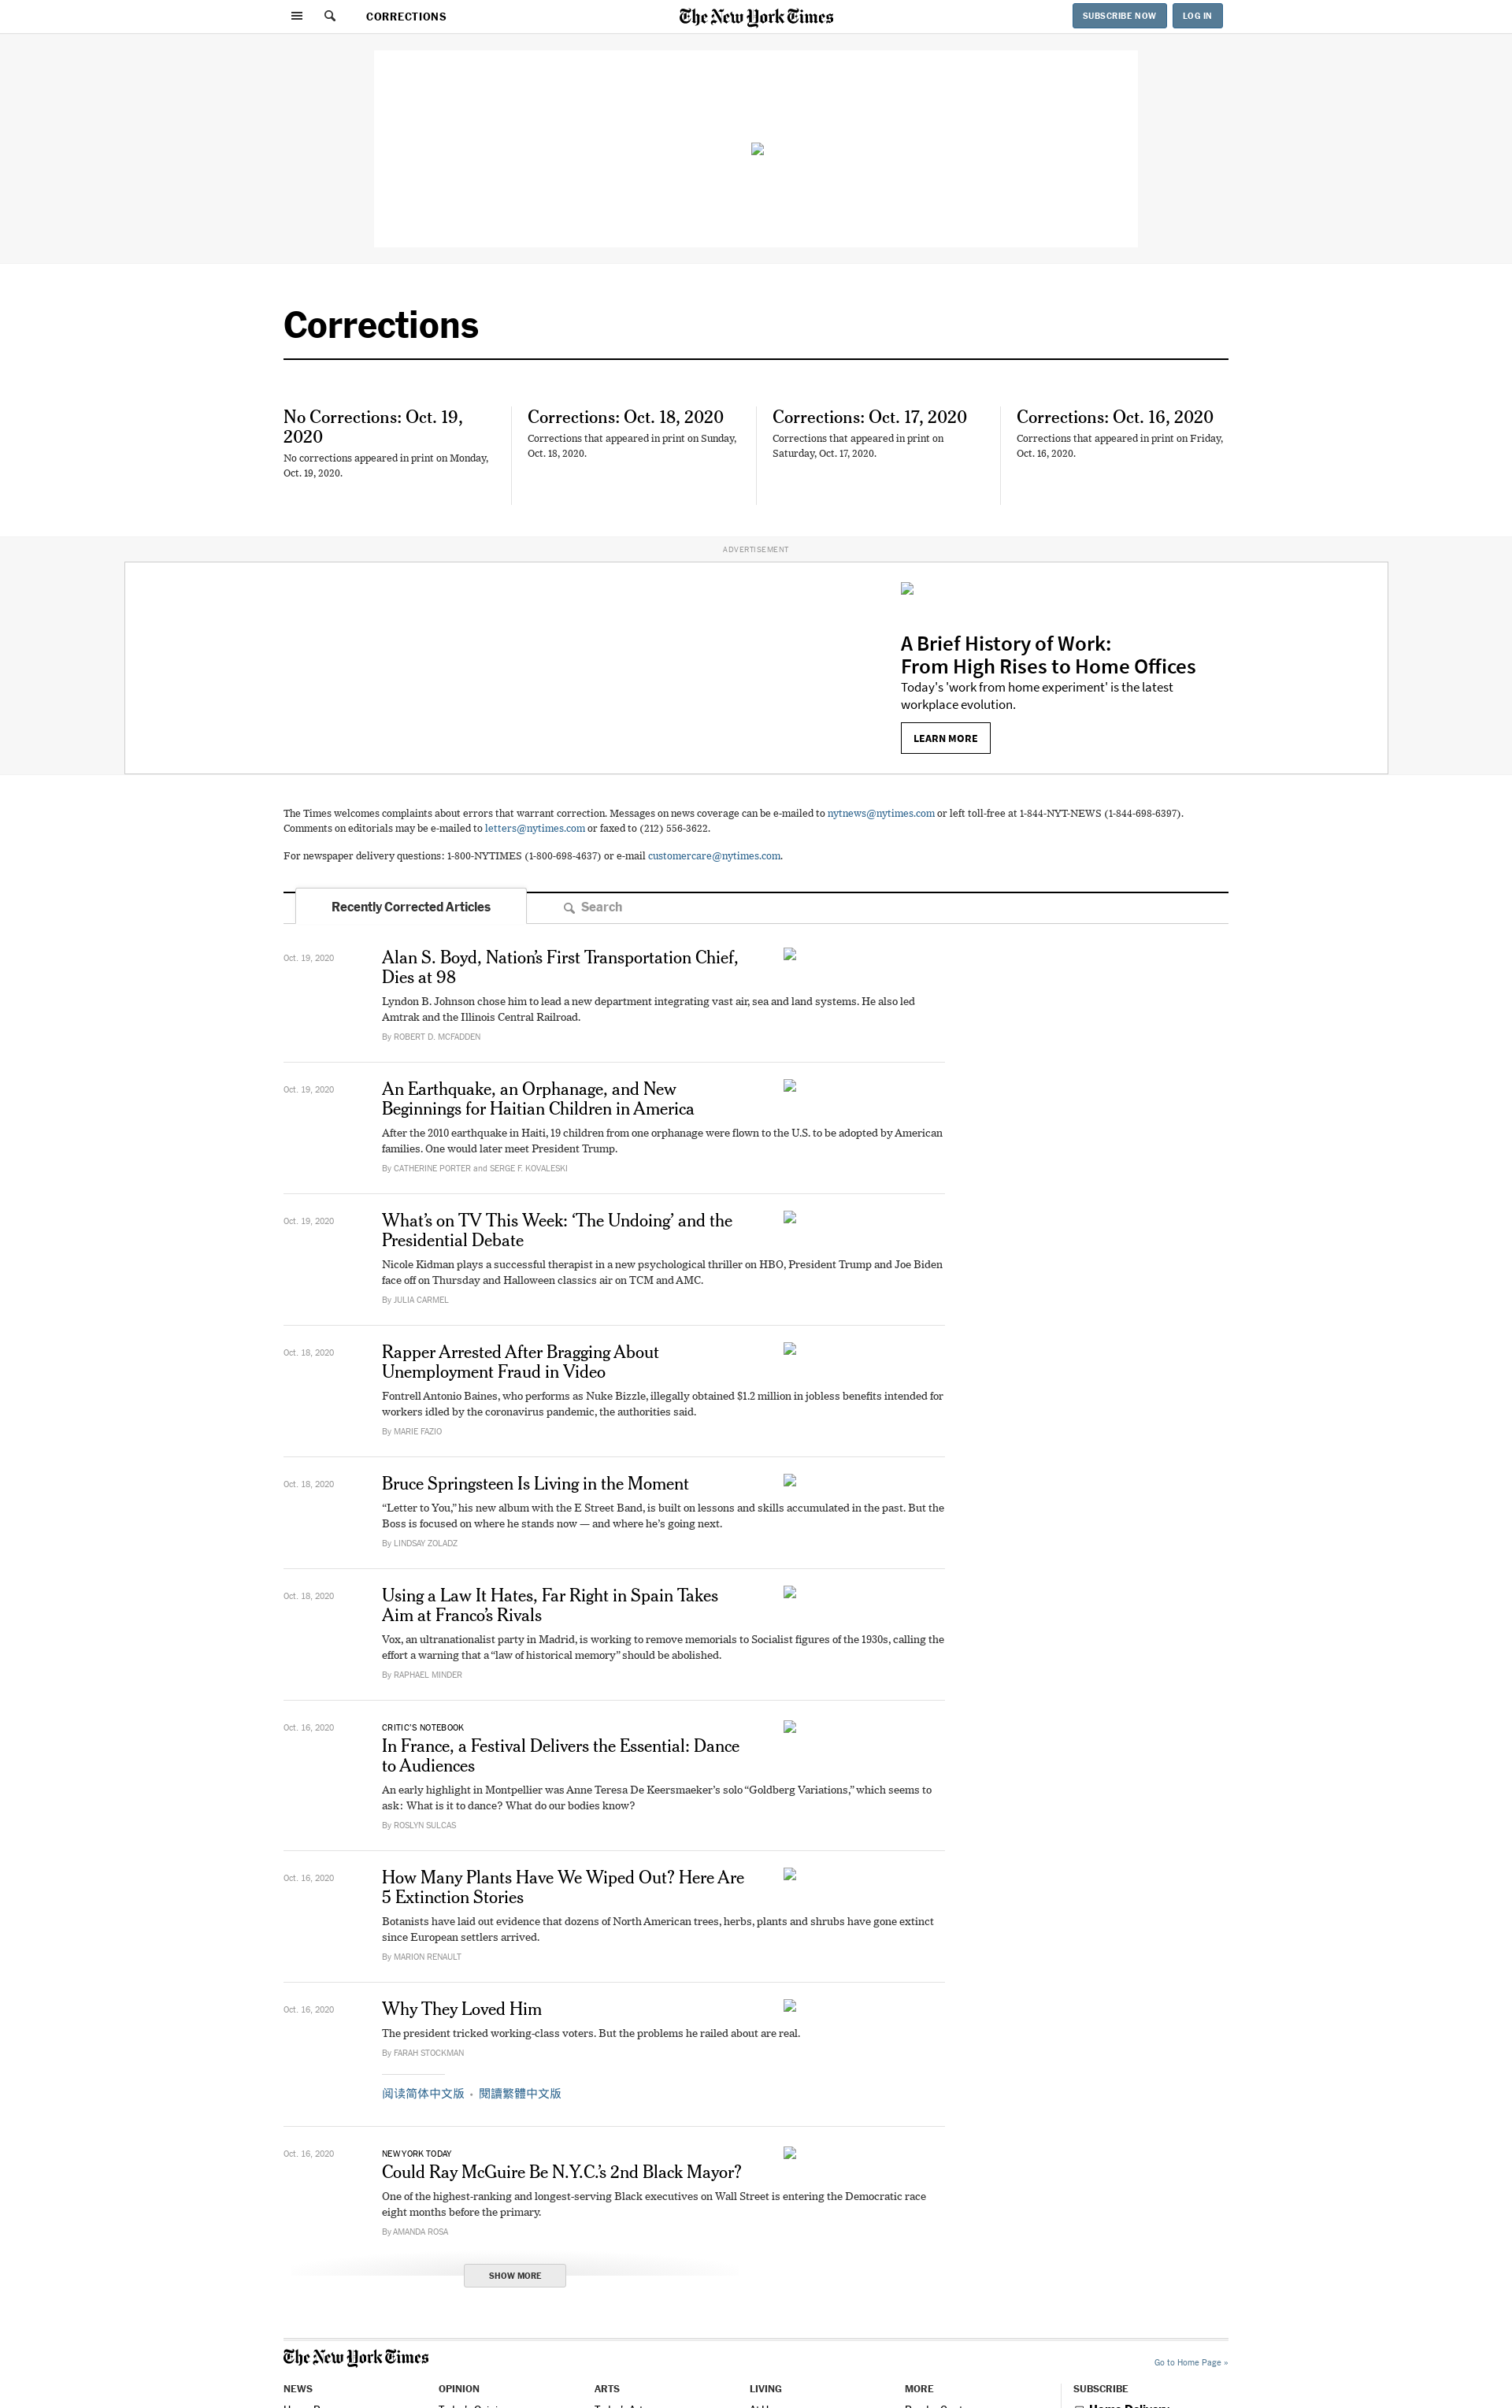 CORRECTIONS
The New York Times
SUBSCRIBE NOW
LOG IN
Corrections
No Corrections: Oct. 19,
2020
No corrections appeared in print on Monday,
Oct. 19, 2020.
Corrections: Oct. 18, 2020
Corrections that appeared in print on Sunday,
Oct. 18, 2020.
Corrections: Oct. 17, 2020
Corrections that appeared in print on
Saturday, Oct. 17, 2020.
Corrections: Oct. 16, 2020
Corrections that appeared in print on Friday,
Oct. 16, 2020.
ADVERTISEMENT
A Brief History of Work:
From High Rises to Home Offices
Today's 'work from home experiment' is the latest
workplace evolution.
LEARN MORE
The Times welcomes complaints about errors that warrant correction. Messages on news coverage can be e-mailed to nytnews@nytimes.com or left toll-free at 1-844-NYT-NEWS (1-844-698-6397).
Comments on editorials may be e-mailed to letters@nytimes.com or faxed to (212) 556-3622.
For newspaper delivery questions: 1-800-NYTIMES (1-800-698-4637) or e-mail customercare@nytimes.com.
Recently Corrected Articles
Search
Oct. 19, 2020
Alan S. Boyd, Nation’s First Transportation Chief,
Dies at 98
Lyndon B. Johnson chose him to lead a new department integrating vast air, sea and land systems. He also led
Amtrak and the Illinois Central Railroad.
By ROBERT D. MCFADDEN
Oct. 19, 2020
An Earthquake, an Orphanage, and New
Beginnings for Haitian Children in America
After the 2010 earthquake in Haiti, 19 children from one orphanage were flown to the U.S. to be adopted by American
families. One would later meet President Trump.
By CATHERINE PORTER and SERGE F. KOVALESKI
Oct. 19, 2020
What’s on TV This Week: ‘The Undoing’ and the
Presidential Debate
Nicole Kidman plays a successful therapist in a new psychological thriller on HBO, President Trump and Joe Biden
face off on Thursday and Halloween classics air on TCM and AMC.
By JULIA CARMEL
Oct. 18, 2020
Rapper Arrested After Bragging About
Unemployment Fraud in Video
Fontrell Antonio Baines, who performs as Nuke Bizzle, illegally obtained $1.2 million in jobless benefits intended for
workers idled by the coronavirus pandemic, the authorities said.
By MARIE FAZIO
Oct. 18, 2020
Bruce Springsteen Is Living in the Moment
“Letter to You,” his new album with the E Street Band, is built on lessons and skills accumulated in the past. But the
Boss is focused on where he stands now — and where he’s going next.
By LINDSAY ZOLADZ
Oct. 18, 2020
Using a Law It Hates, Far Right in Spain Takes
Aim at Franco’s Rivals
Vox, an ultranationalist party in Madrid, is working to remove memorials to Socialist figures of the 1930s, calling the
effort a warning that a “law of historical memory” should be abolished.
By RAPHAEL MINDER
Oct. 16, 2020
CRITIC’S NOTEBOOK
In France, a Festival Delivers the Essential: Dance
to Audiences
An early highlight in Montpellier was Anne Teresa De Keersmaeker’s solo “Goldberg Variations,” which seems to
ask: What is it to dance? What do our bodies know?
By ROSLYN SULCAS
Oct. 16, 2020
How Many Plants Have We Wiped Out? Here Are
5 Extinction Stories
Botanists have laid out evidence that dozens of North American trees, herbs, plants and shrubs have gone extinct
since European settlers arrived.
By MARION RENAULT
Oct. 16, 2020
Why They Loved Him
The president tricked working-class voters. But the problems he railed about are real.
By FARAH STOCKMAN
阅读简体中文版 • 閱讀繁體中文版
Oct. 16, 2020
NEW YORK TODAY
Could Ray McGuire Be N.Y.C.’s 2nd Black Mayor?
One of the highest-ranking and longest-serving Black executives on Wall Street is entering the Democratic race
eight months before the primary.
By AMANDA ROSA
SHOW MORE
The New York Times
Go to Home Page »
NEWS
OPINION
ARTS
LIVING
MORE
SUBSCRIBE